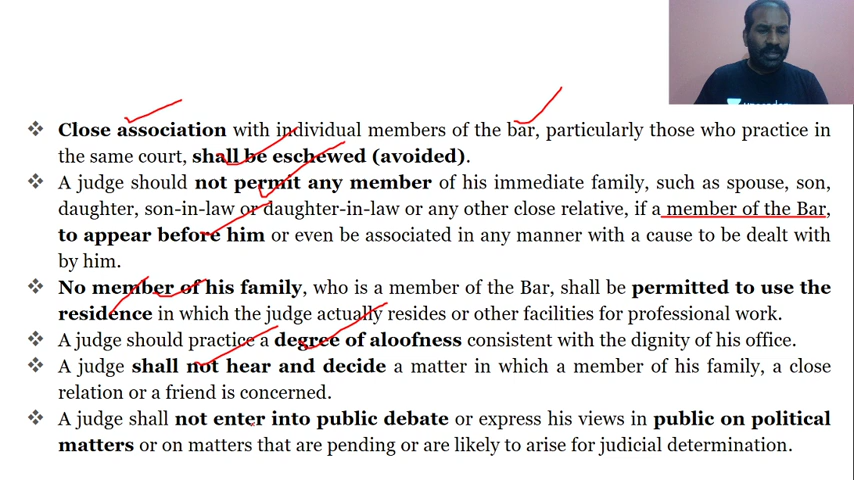 ❖ Close association with individual members of the bar, particularly those who practice in
the same court, shall be eschewed (avoided).
❖ A judge should not permit any member of his immediate family, such as spouse, son,
daughter, son-in-law or daughter-in-law or any other close relative, if a member of the Bar,
to appear before him or even be associated in any manner with a cause to be dealt with
by him.
❖ No member of his family, who is a member of the Bar, shall be permitted to use the
residence in which the judge actually resides or other facilities for professional work.
❖ A judge should practice a degree of aloofness consistent with the dignity of his office.
❖ A judge shall not hear and decide a matter in which a member of his family, a close
relation or a friend is concerned.
❖ A judge shall not enter into public debate or express his views in public on political
matters or on matters that are pending or are likely to arise for judicial determination.